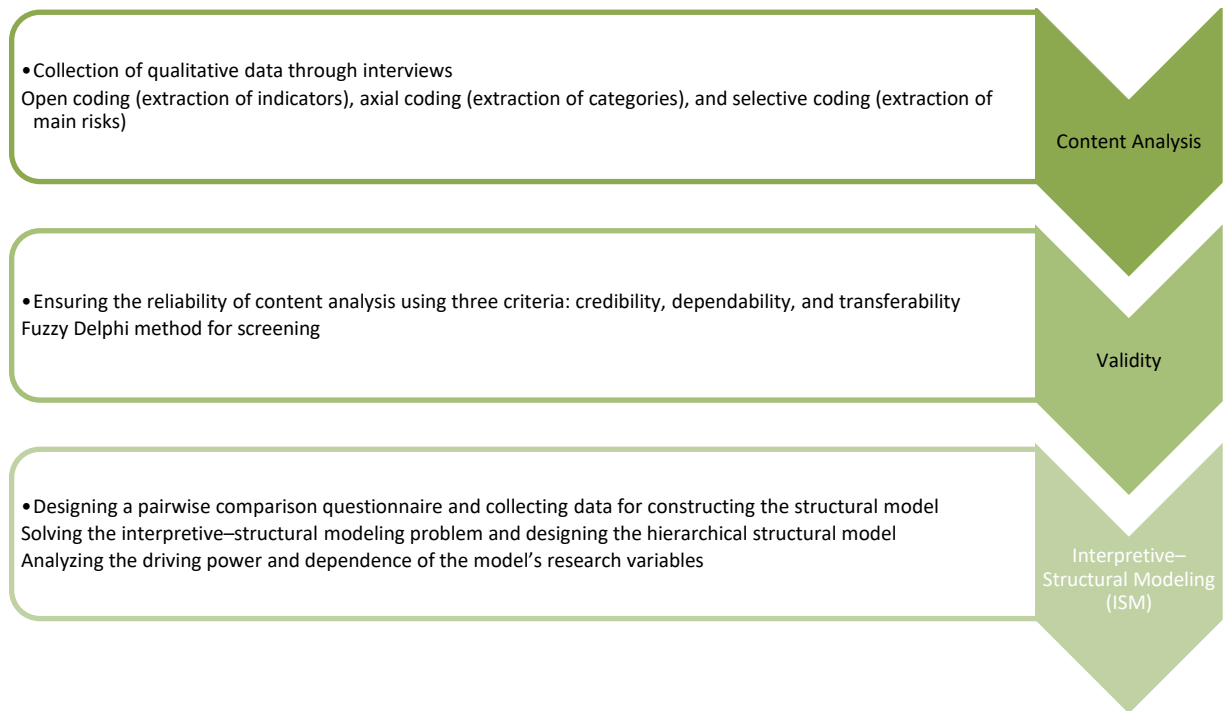 •Collection of qualitative data through interviews
Open coding (extraction of indicators), axial coding (extraction of categories), and selective coding (extraction of
main risks)
Content Analysis
•Ensuring the reliability of content analysis using three criteria: credibility, dependability, and transferability
Fuzzy Delphi method for screening
Validity
•Designing a pairwise comparison questionnaire and collecting data for constructing the structural model
Solving the interpretive–structural modeling problem and designing the hierarchical structural model
Analyzing the driving power and dependence of the model’s research variables
Interpretive–
Structural Modeling
(ISM)